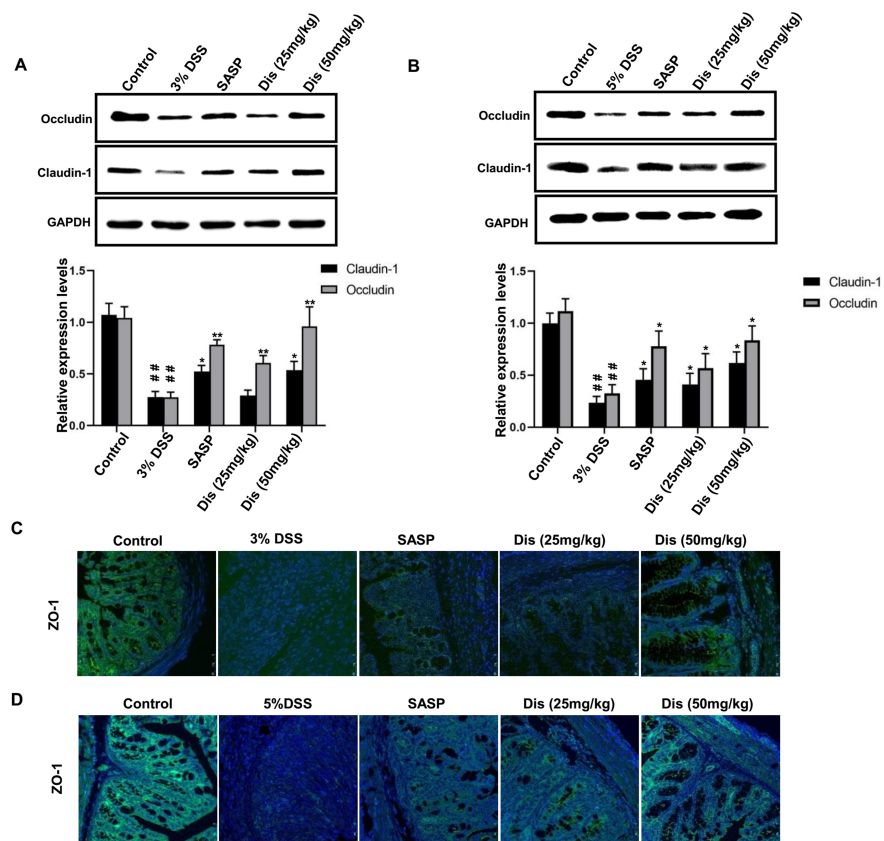 A
Control
3% DSS
SASP
Dis (25mg/kg)
Dis (50mg/kg)
Occludin
Claudin-1
GAPDH
Relative expression levels
1.5
1.0
0.5
0.0
Claudin-1
Occludin
##
##
*
**
**
*
**
Control
3% DSS
SASP
Dis (25mg/kg)
Dis (50mg/kg)
B
Control
5% DSS
SASP
Dis (25mg/kg)
Dis (50mg/kg)
Occludin
Claudin-1
GAPDH
Relative expression levels
1.5
1.0
0.5
0.0
Claudin-1
Occludin
##
##
*
*
*
*
*
*
Control
3% DSS
SASP
Dis (25mg/kg)
Dis (50mg/kg)
C
Control
3% DSS
SASP
Dis (25mg/kg)
Dis (50mg/kg)
ZO-1
D
Control
5%DSS
SASP
Dis (25mg/kg)
Dis (50mg/kg)
ZO-1